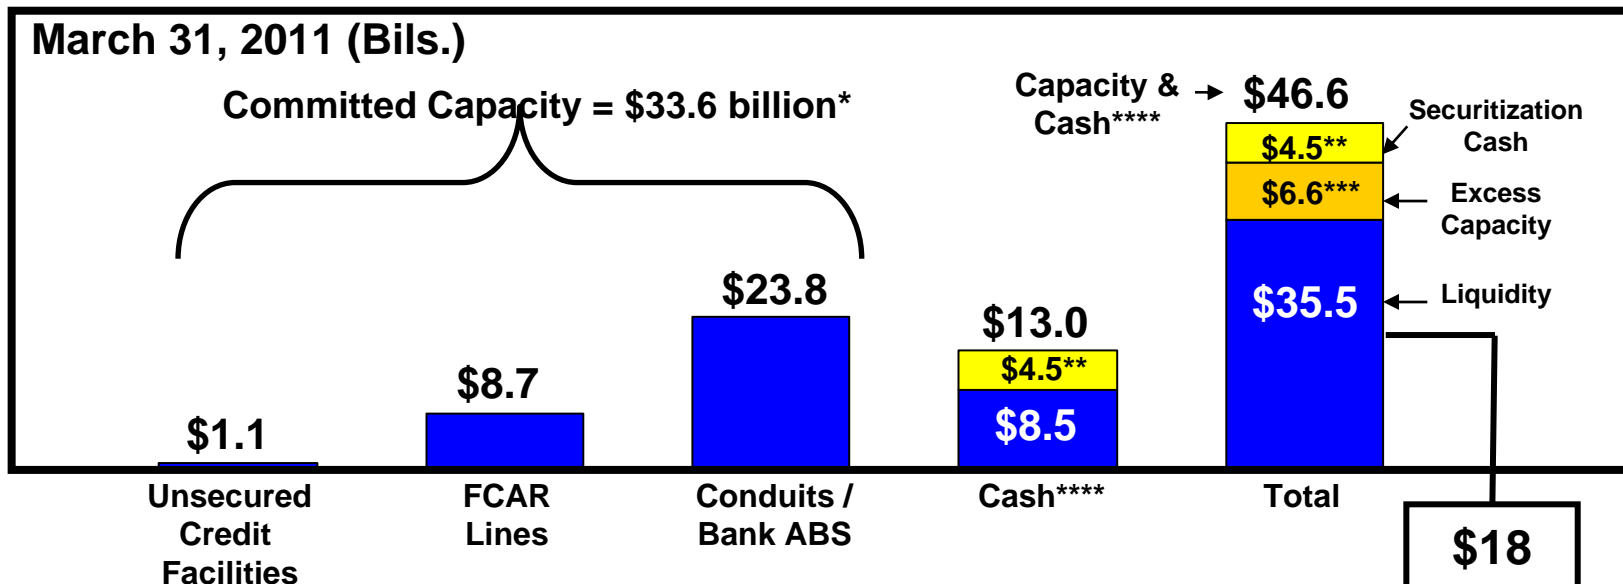 March 31, 2011 (Bils.)
Committed Capacity = $33.6 billion*
Capacity &
Cash****
$46.6
Securitization
Cash
$4.5**
$6.6***
Excess
Capacity
$35.5
Liquidity
$1.1
$8.7
$23.8
$13.0
$4.5**
$8.5
Unsecured
Credit
Facilities
FCAR
Lines
Conduits /
Bank ABS
Cash****
Total
$18